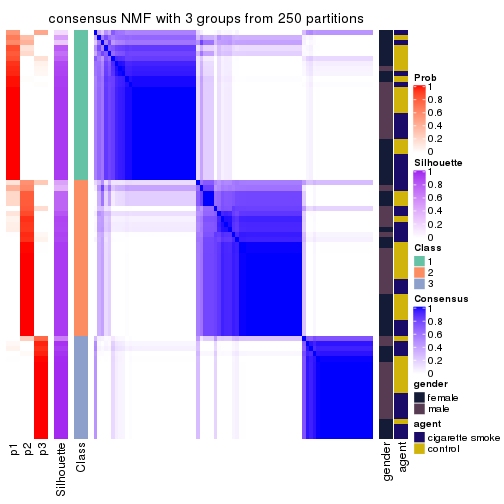 consensus NMF with 3 groups from 250 partitions
Prob
1
0.8
0.6
0.4
0.2
0
Silhouette
1
0.8
0.6
0.4
0.2
0
Class
1
2
3
Consensus
1
0.8
0.6
0.4
0.2
0
gender
female
male
agent
cigarette smoke
control
p1
p2
p3
Silhouette
Class
gender
agent